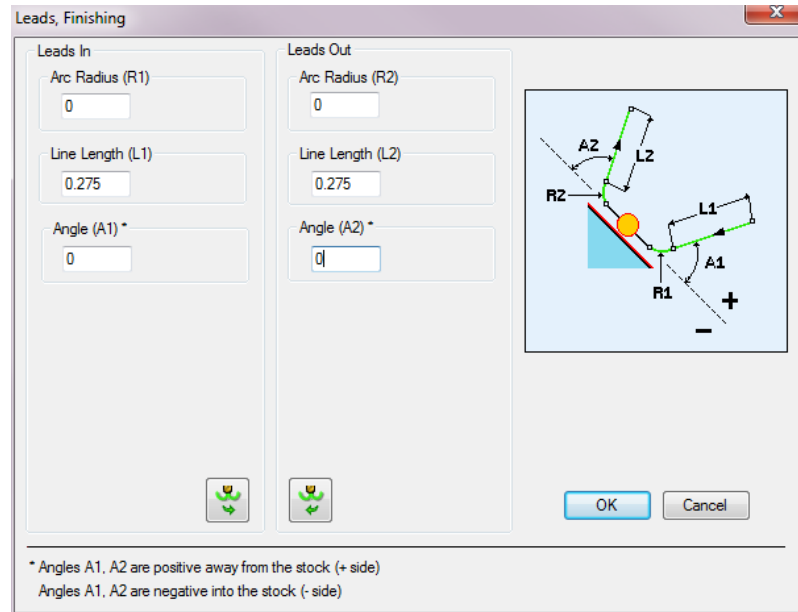 Leads, Finishing
Leads In
Arc Radius (R1)
0
Line Length (L1)
0.275
Angle (A1) *
0
Leads Out
Arc Radius (R2)
0
Line Length (L2)
0.275
Angle (A2) *
0
A2
L2
R2
L1
A1
R1
+
−
OK
Cancel
* Angles A1, A2 are positive away from the stock (+ side)
Angles A1, A2 are negative into the stock (- side)